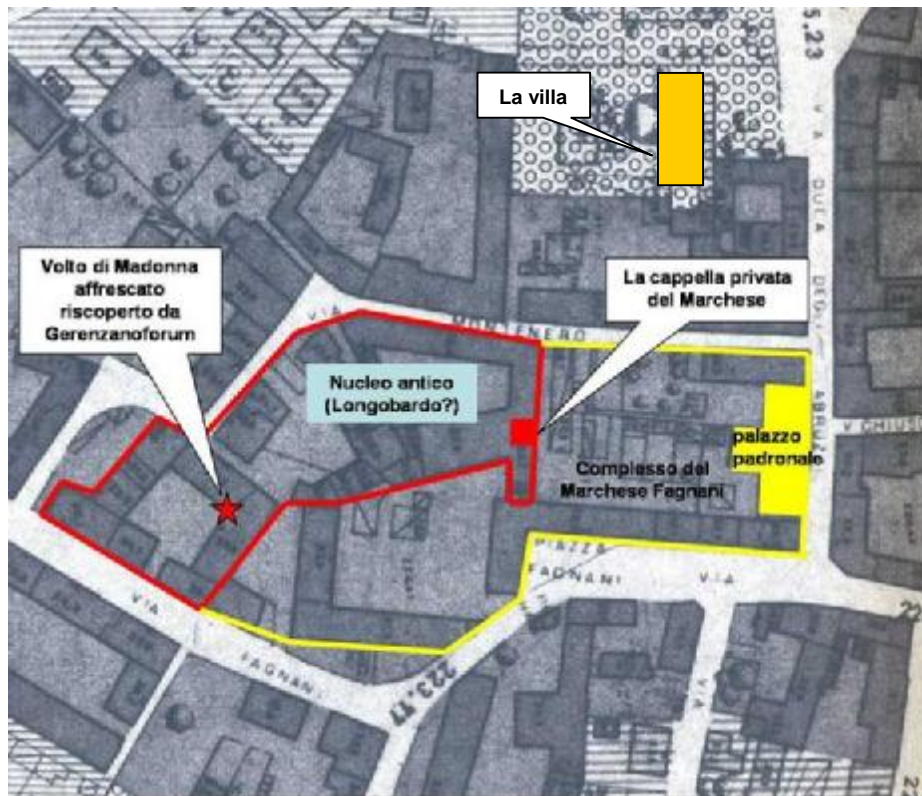 5,23
VIA DUCA DEGLI ABRUZZI
La villa
Volto di Madonna
affrescato
riscoperto da
Gerenzanoforum
La cappella privata
del Marchese
VIA MONTENERO
Nucleo antico
(Longobardo?)
palazzo
padronale
V. CHIUSO
Complesso del
Marchese Fagnani
PIAZZA
FAGNANI
VIA
VIA FAGNANI
223,77
VIA